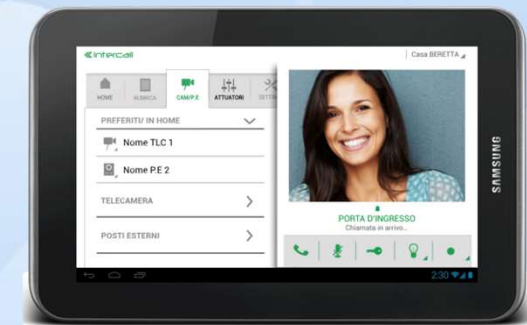 intercall
Casa BERETTA
HOME
RUBRICA
CAM/P.E
ATTUATORI
PREFERITI/ IN HOME
Nome TLC 1
Nome P.E 2
TELECAMERA
POSTI ESTERNI
PORTA D'INGRESSO
Chiamata in arrivo...
2:30
SAMSUNG